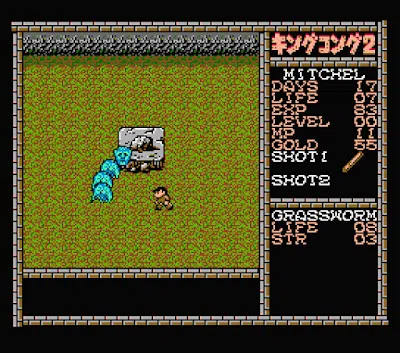 キングコング2
MITCHEL
DAYS 17
LIFE 07
EXP 83
LEVEL 00
MP 11
GOLD 55
SHOT1
SHOT2
GRASSWORM
LIFE 08
STR 03